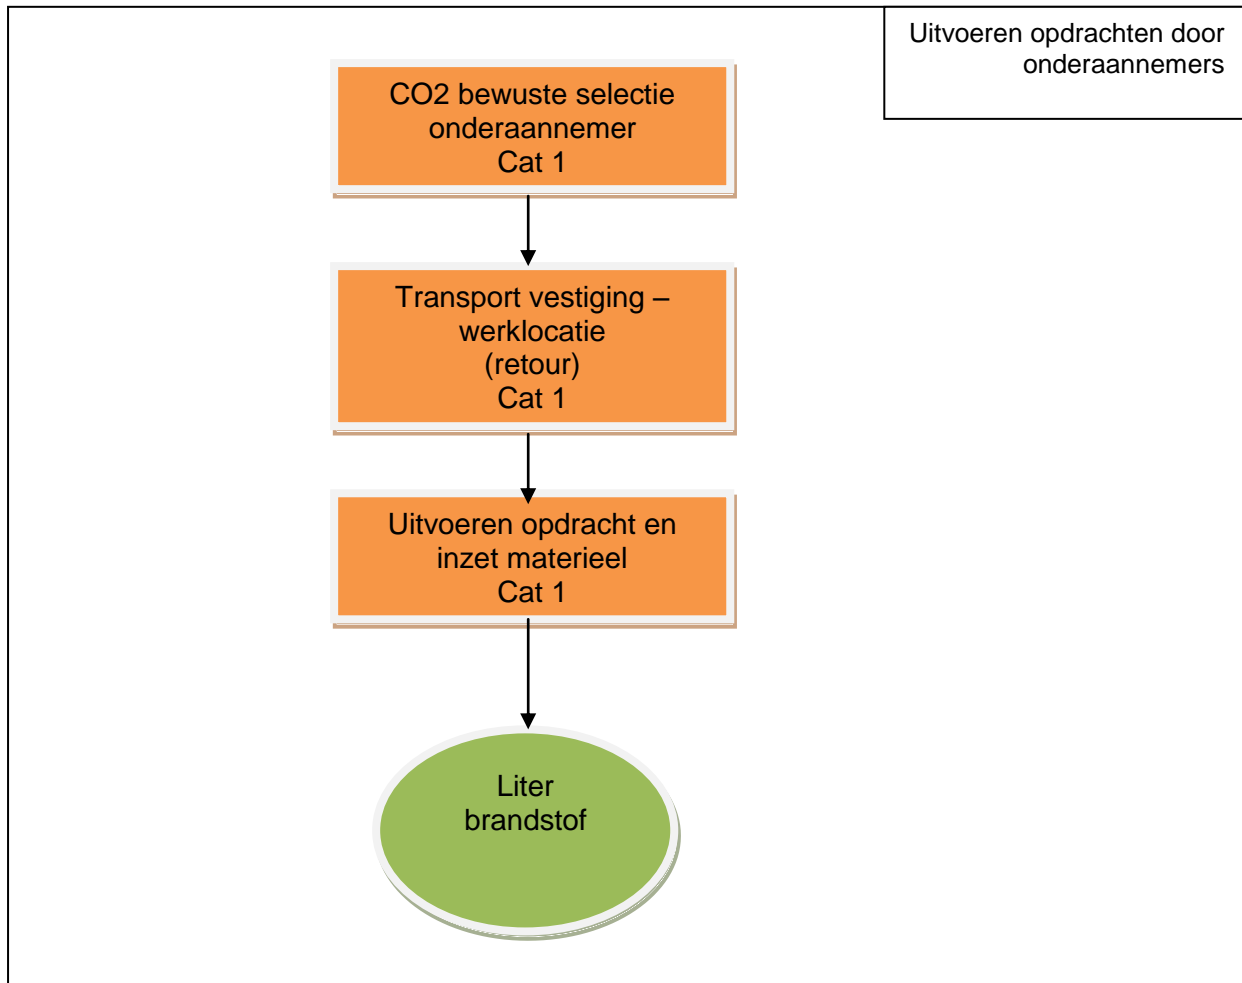 Uitvoeren opdrachten door
onderaannemers
CO2 bewuste selectie
onderaannemer
Cat 1
Transport vestiging –
werklocatie
(retour)
Cat 1
Uitvoeren opdracht en
inzet materieel
Cat 1
Liter
brandstof